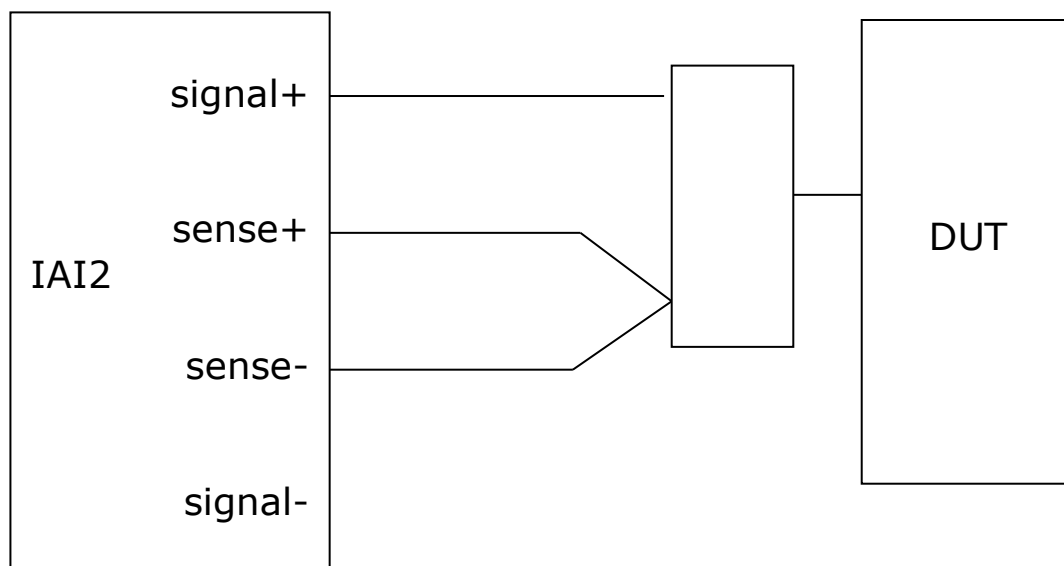 signal+
sense+
IAI2
DUT
sense-
signal-